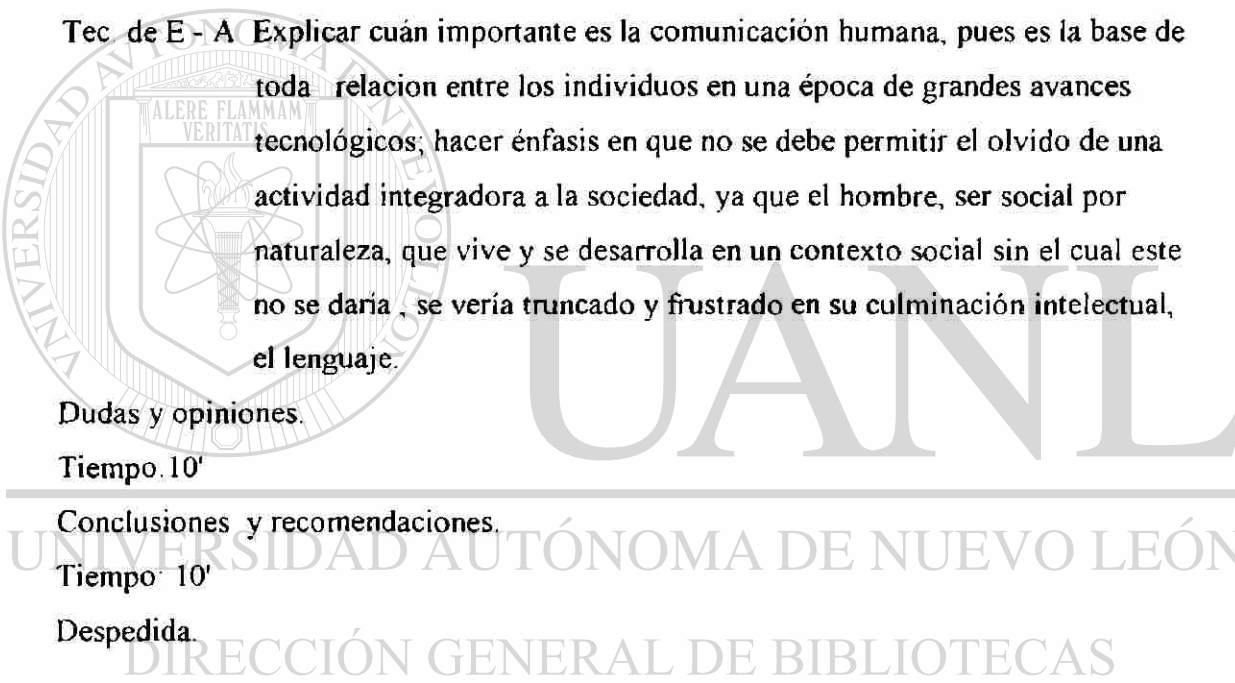 Tec. de E - A Explicar cuán importante es la comunicación humana, pues es la base de
toda relacion entre los individuos en una época de grandes avances
tecnológicos; hacer énfasis en que no se debe permitir el olvido de una
actividad integradora a la sociedad, ya que el hombre, ser social por
naturaleza, que vive y se desarrolla en un contexto social sin el cual este
no se daría , se vería truncado y frustrado en su culminación intelectual,
el lenguaje.
Dudas y opiniones.
Tiempo. 10'
Conclusiones y recomendaciones.
Tiempo 10'
Despedida.
UNIVERSIDAD AUTÓNOMA DE NUEVO LEÓN
ALERE FLAMMAM
VERITATIS
UANL
UNIVERSIDAD AUTÓNOMA DE NUEVO LEÓN
DIRECCIÓN GENERAL DE BIBLIOTECAS